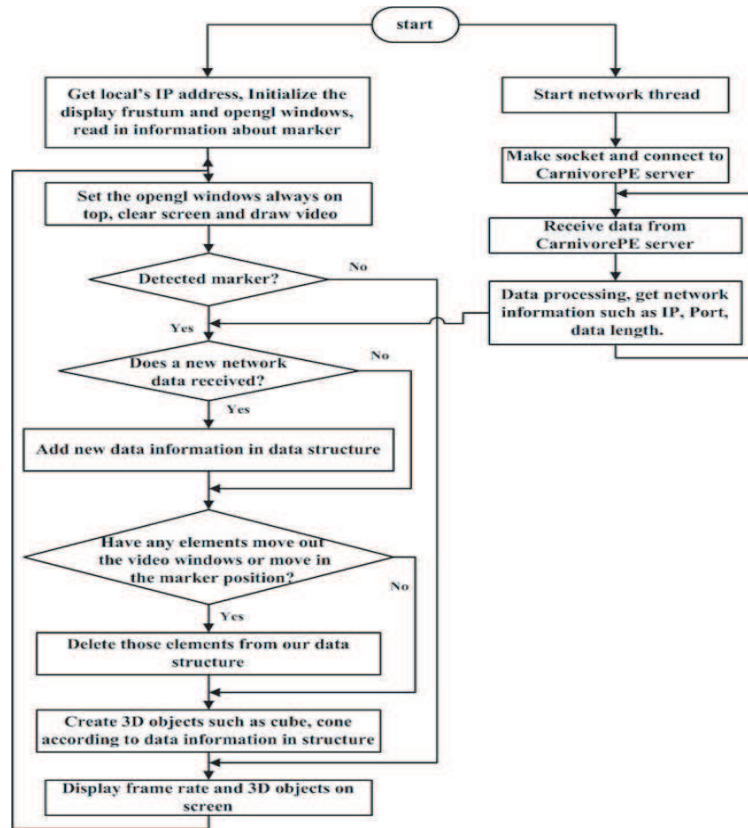 start
Get local's IP address, Initialize the
display frustum and opengl windows,
read in information about marker
Start network thread
Make socket and connect to
CarnivorePE server
Set the opengl windows always on
top, clear screen and draw video
Receive data from
CarnivorePE server
Detected marker?
No
Data processing, get network
information such as IP, Port,
data length.
Yes
Does a new network
data received?
No
Yes
Add new data information in data structure
Have any elements move out
the video windows or move in
the marker position?
No
Yes
Delete those elements from our data
structure
Create 3D objects such as cube, cone
according to data information in structure
Display frame rate and 3D objects on
screen